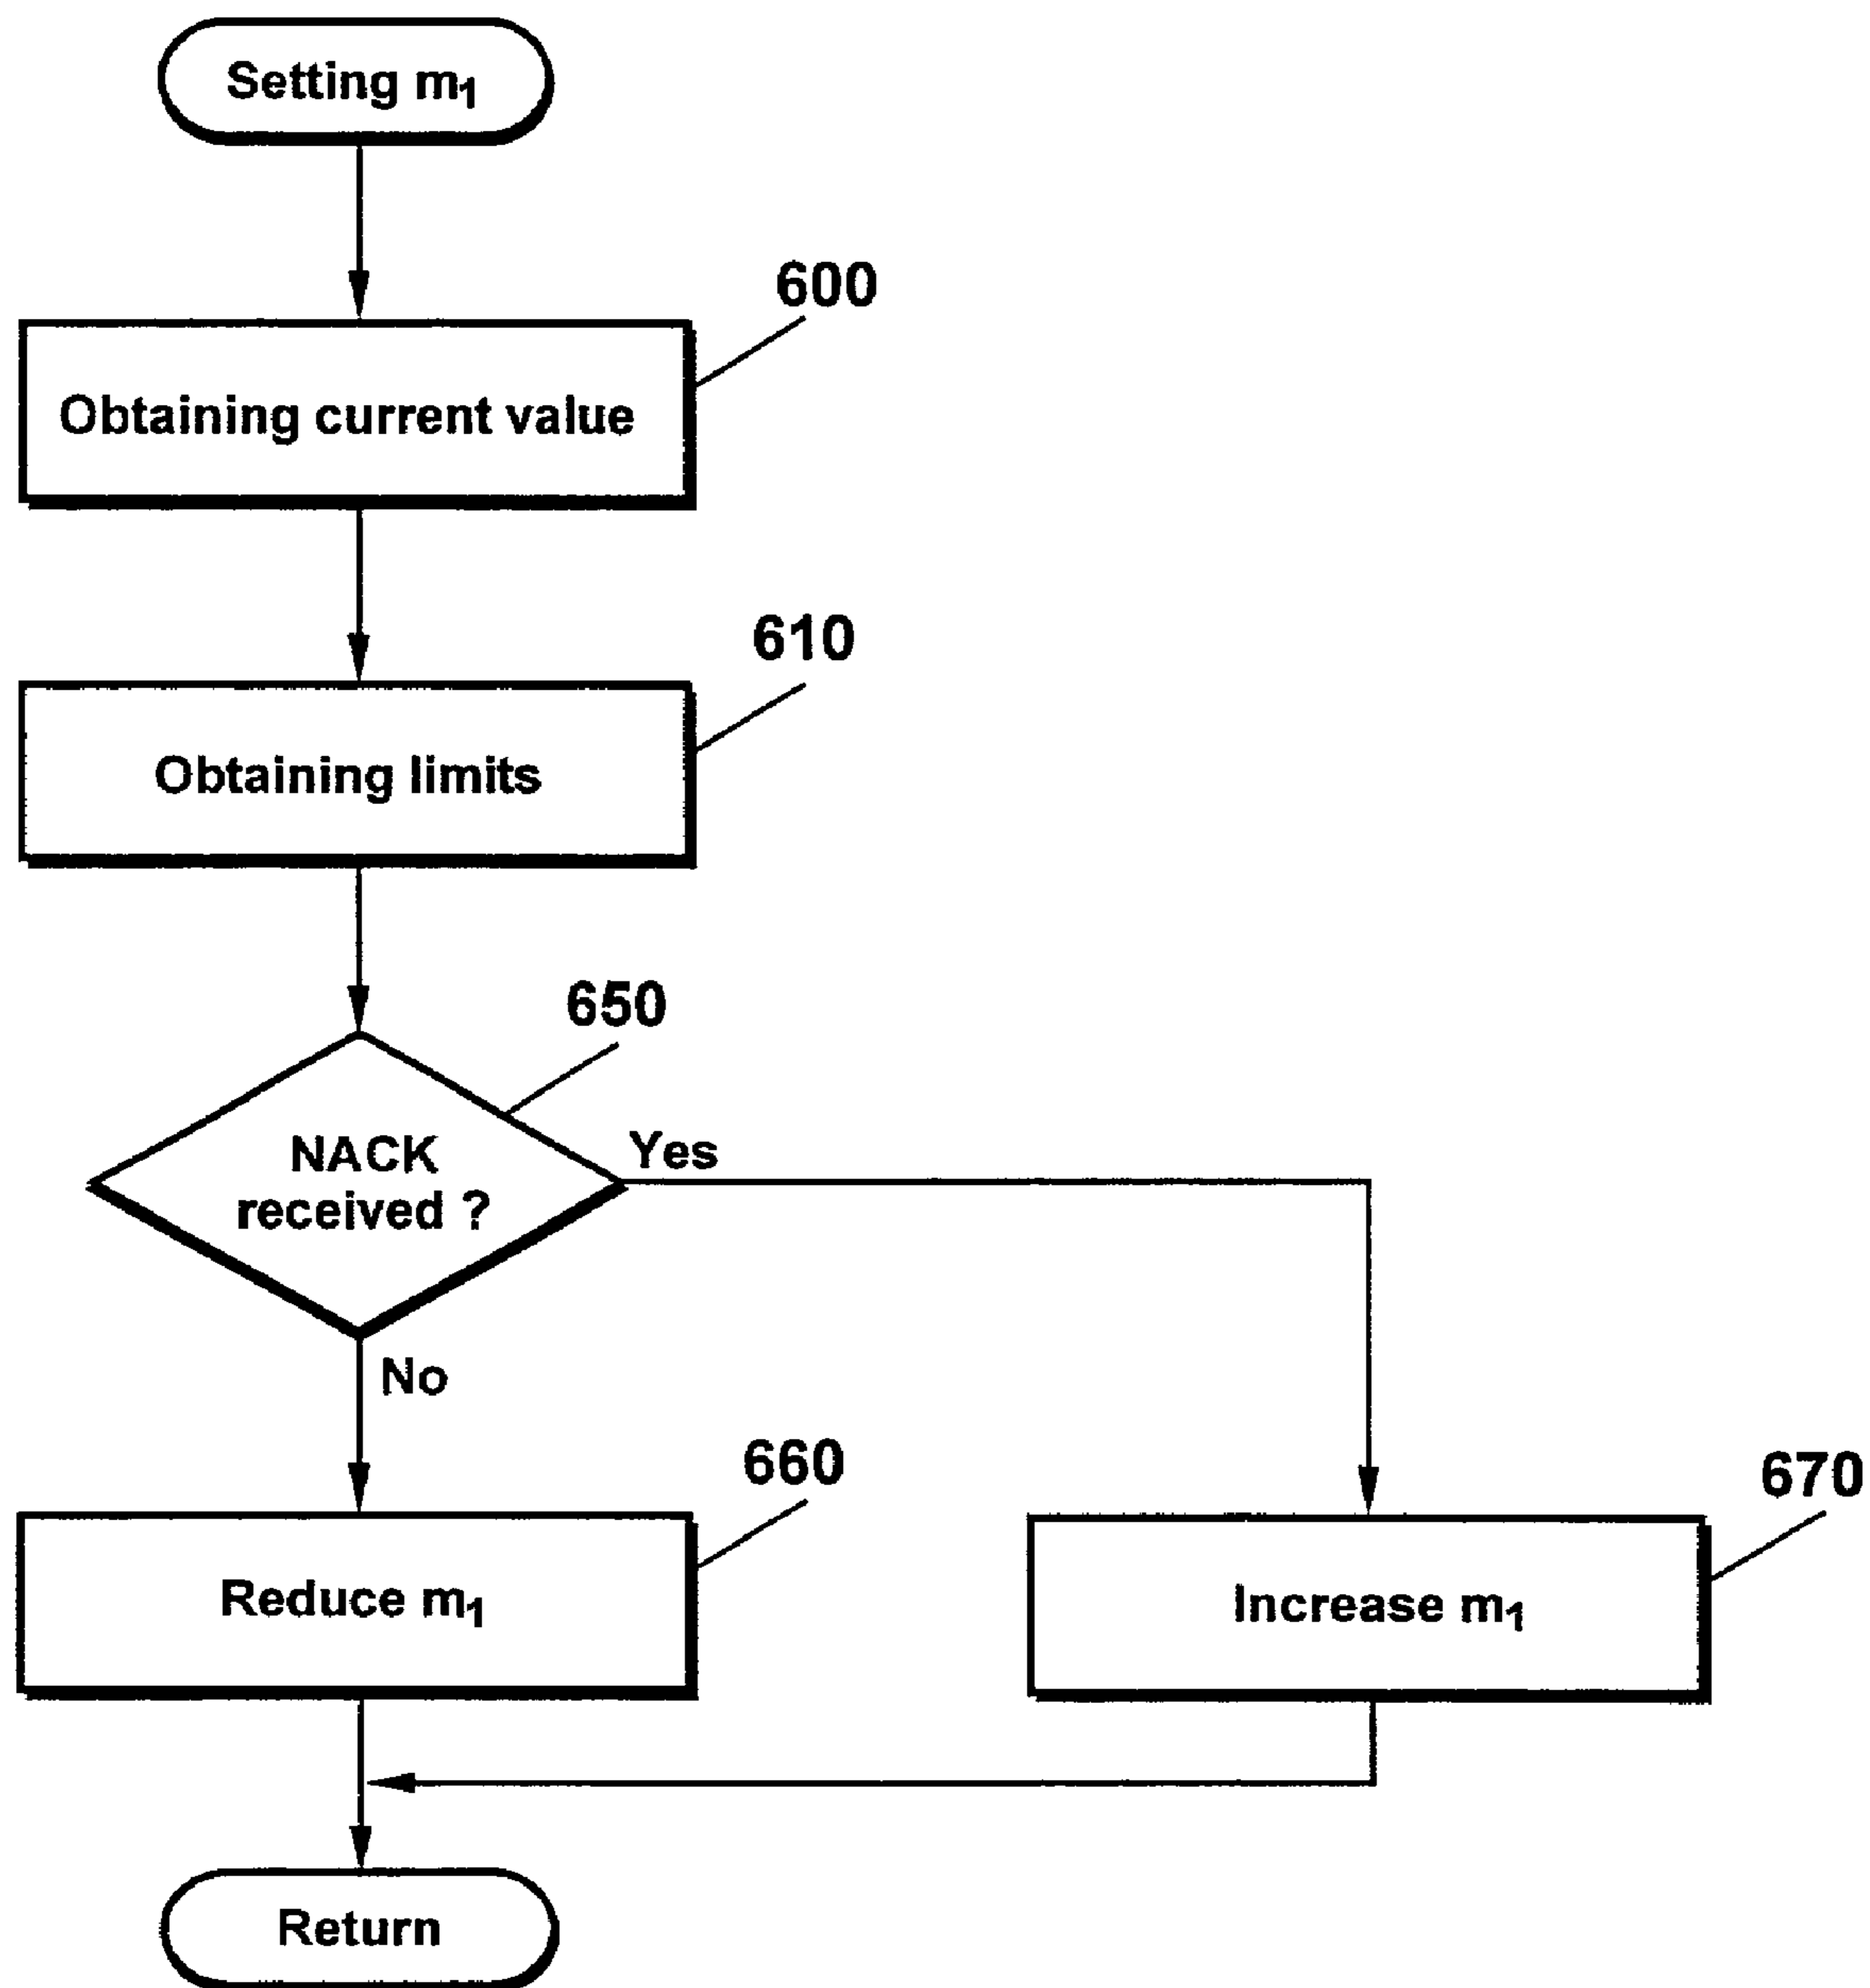 Setting m₁
600
Obtaining current value
610
Obtaining limits
650
NACK
received ?
Yes
No
660
Reduce m₁
670
Increase m₁
Return